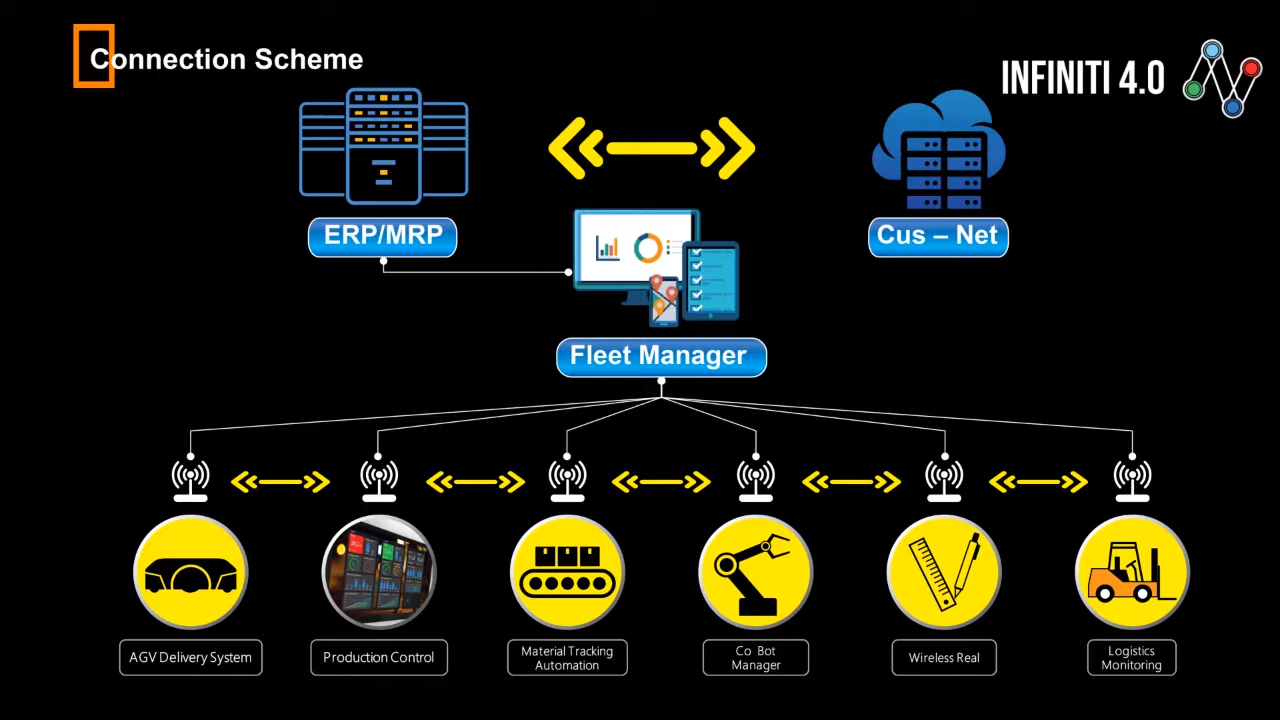 Connection Scheme
INFINITI 4.0
ERP/MRP
Cus – Net
Fleet Manager
AGV Delivery System
Production Control
Material Tracking
Automation
Co Bot
Manager
Wireless Real
Logistics
Monitoring